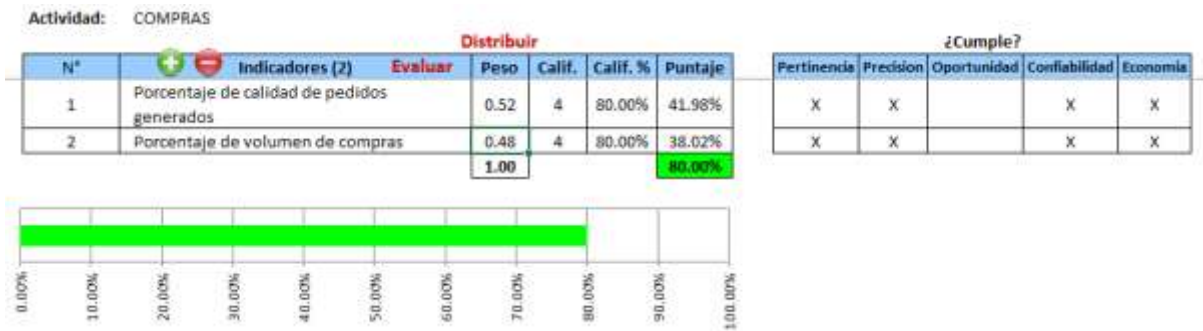 Actividad: COMPRAS
Distribuir ¿Cumple?
N° Indicadores (2) Evaluar Peso Calif. Calif. % Puntaje Pertinencia Precision Oportunidad Confiabilidad Economia
1 Porcentaje de calidad de pedidos generados 0.52 4 80.00% 41.98% X X X X
2 Porcentaje de volumen de compras 0.48 4 80.00% 38.02% X X X X
1.00 80.00%
0.00% 10.00% 20.00% 30.00% 40.00% 50.00% 60.00% 70.00% 80.00% 90.00% 100.00%